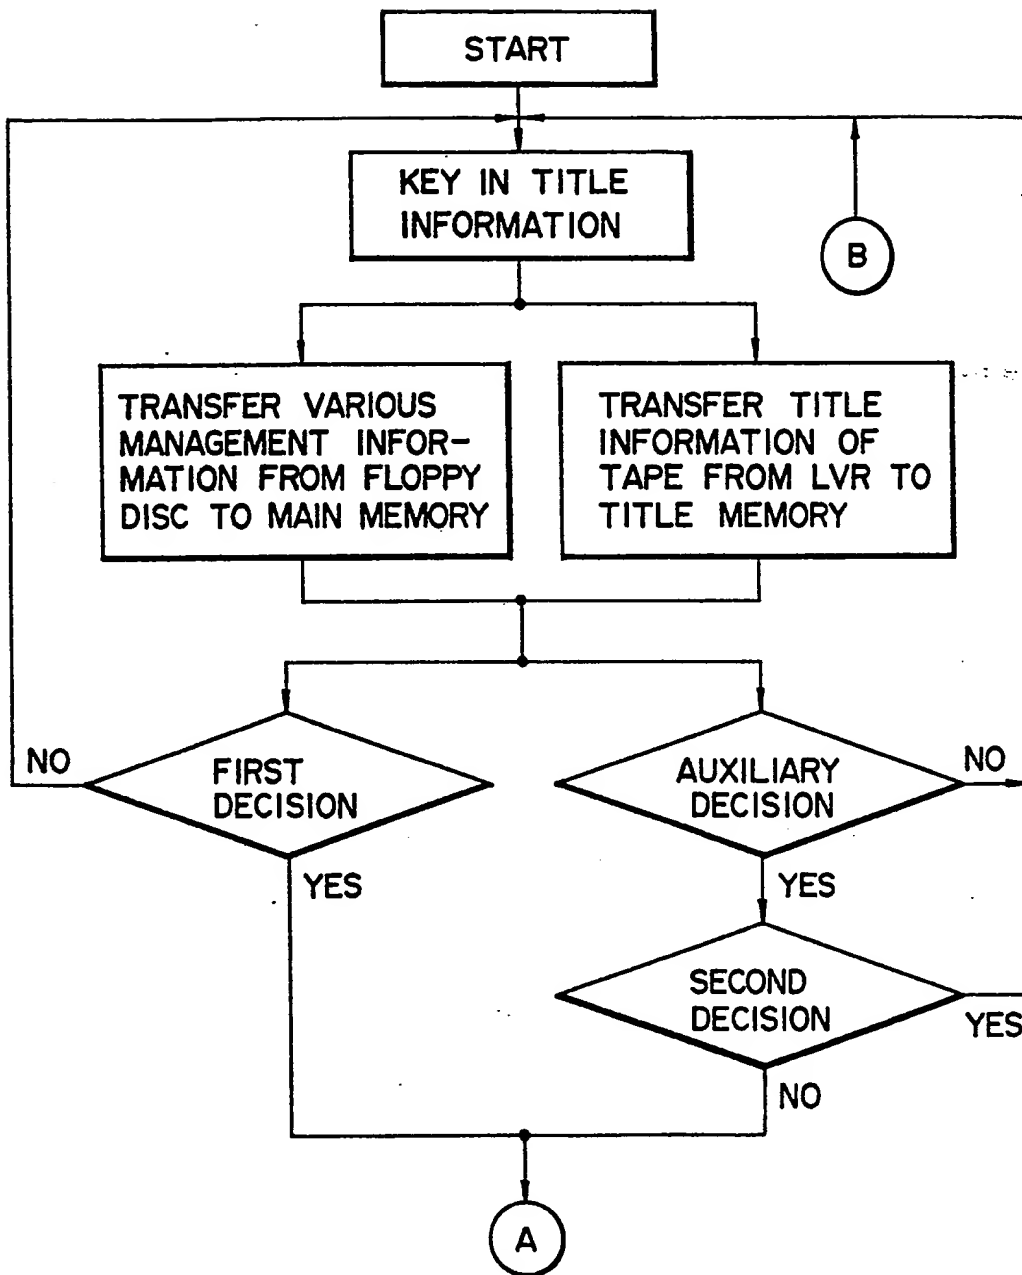 START
KEY IN TITLE
INFORMATION
B
TRANSFER VARIOUS
MANAGEMENT INFOR-
MATION FROM FLOPPY
DISC TO MAIN MEMORY
TRANSFER TITLE
INFORMATION OF
TAPE FROM LVR TO
TITLE MEMORY
NO
FIRST
DECISION
YES
AUXILIARY
DECISION
NO
YES
SECOND
DECISION
YES
NO
A